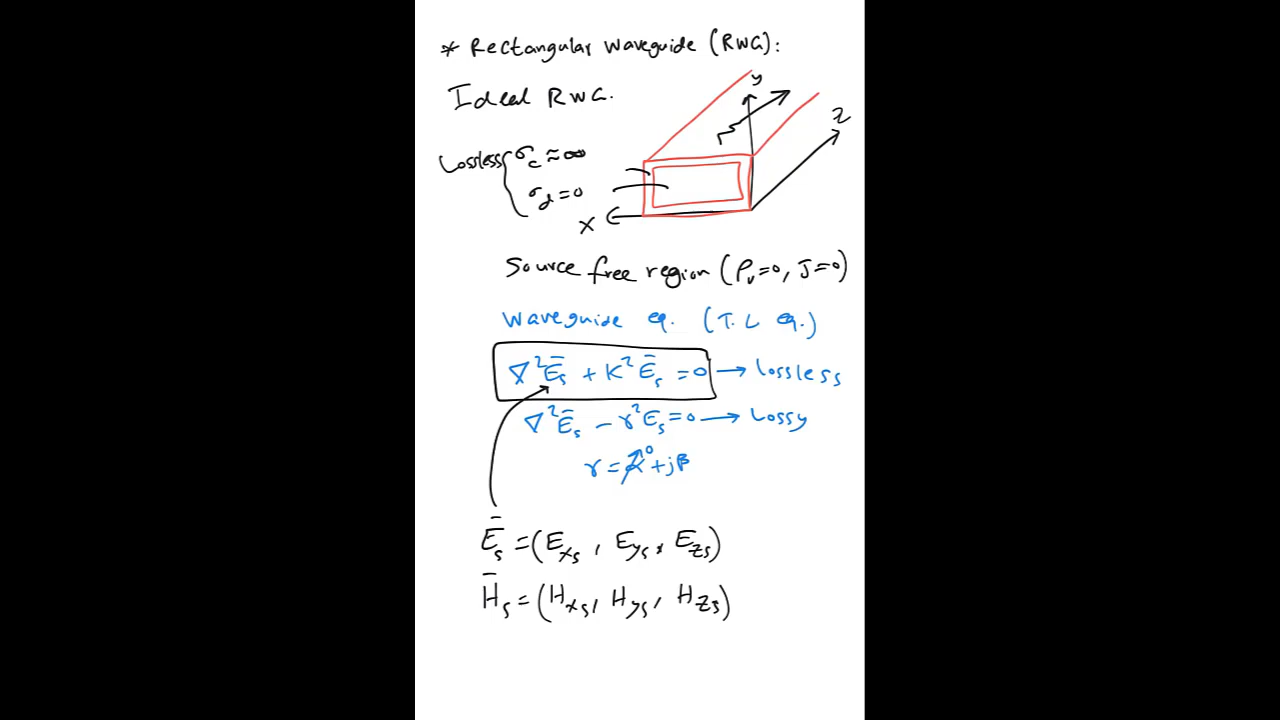 * Rectangular Waveguide (RWG):
Ideal RWG.
y
z
Lossless { σc ≈ ∞
σd = 0
x
Source free region (ρv=0, J=0)
Waveguide eq. (T.L eq.)
∇²Ēs + K²Ēs = 0 → lossless
∇²Ēs − γ²Es = 0 → Lossy
γ = α⁰ + jβ
Ēs = (Exs, Eys, Ezs)
H̄s = (Hxs, Hys, Hzs)